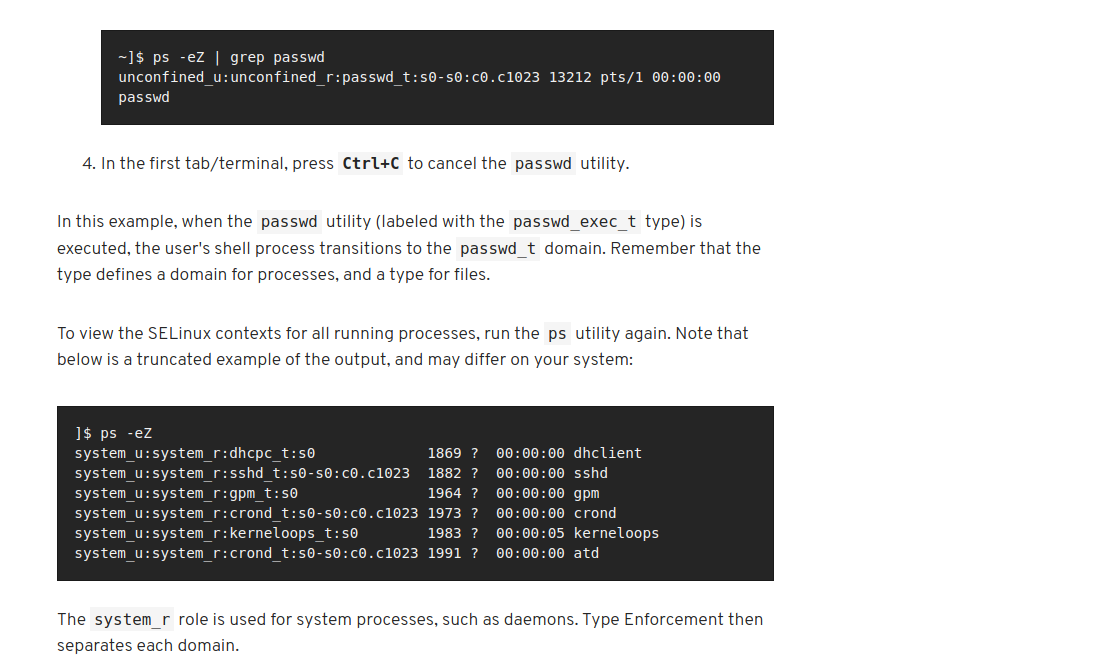 ~]$ ps -eZ | grep passwd
unconfined_u:unconfined_r:passwd_t:s0-s0:c0.c1023 13212 pts/1 00:00:00
passwd
4. In the first tab/terminal, press Ctrl+C to cancel the passwd utility.
In this example, when the passwd utility (labeled with the passwd_exec_t type) is
executed, the user's shell process transitions to the passwd_t domain. Remember that the
type defines a domain for processes, and a type for files.
To view the SELinux contexts for all running processes, run the ps utility again. Note that
below is a truncated example of the output, and may differ on your system:
]$ ps -eZ
system_u:system_r:dhcpc_t:s0             1869 ?  00:00:00 dhclient
system_u:system_r:sshd_t:s0-s0:c0.c1023  1882 ?  00:00:00 sshd
system_u:system_r:gpm_t:s0               1964 ?  00:00:00 gpm
system_u:system_r:crond_t:s0-s0:c0.c1023 1973 ?  00:00:00 crond
system_u:system_r:kerneloops_t:s0        1983 ?  00:00:05 kerneloops
system_u:system_r:crond_t:s0-s0:c0.c1023 1991 ?  00:00:00 atd
The system_r role is used for system processes, such as daemons. Type Enforcement then
separates each domain.